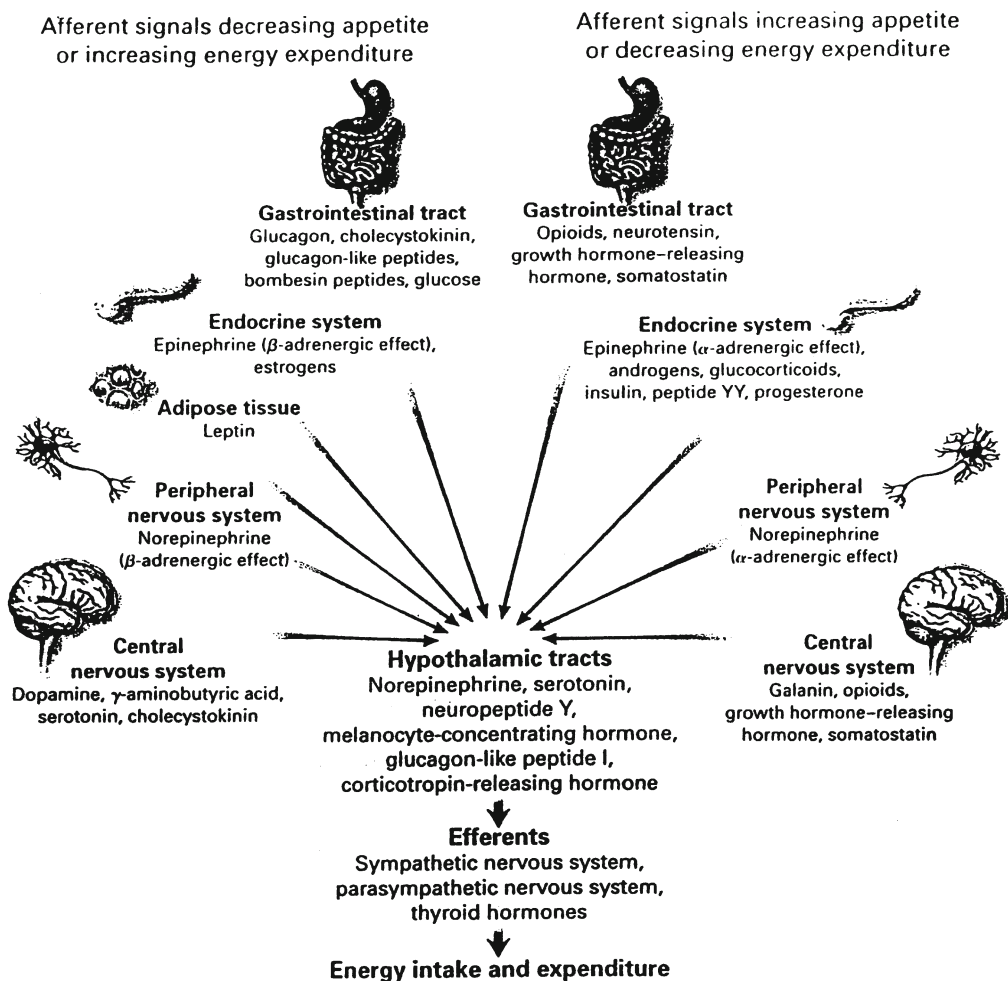 Afferent signals decreasing appetite
or increasing energy expenditure
Afferent signals increasing appetite
or decreasing energy expenditure
Gastrointestinal tract
Glucagon, cholecystokinin,
glucagon-like peptides,
bombesin peptides, glucose
Gastrointestinal tract
Opioids, neurotensin,
growth hormone–releasing
hormone, somatostatin
Endocrine system
Epinephrine (β-adrenergic effect),
estrogens
Endocrine system
Epinephrine (α-adrenergic effect),
androgens, glucocorticoids,
insulin, peptide YY, progesterone
Adipose tissue
Leptin
Peripheral
nervous system
Norepinephrine
(β-adrenergic effect)
Peripheral
nervous system
Norepinephrine
(α-adrenergic effect)
Central
nervous system
Dopamine, γ-aminobutyric acid,
serotonin, cholecystokinin
Central
nervous system
Galanin, opioids,
growth hormone–releasing
hormone, somatostatin
Hypothalamic tracts
Norepinephrine, serotonin,
neuropeptide Y,
melanocyte-concentrating hormone,
glucagon-like peptide I,
corticotropin-releasing hormone
Efferents
Sympathetic nervous system,
parasympathetic nervous system,
thyroid hormones
Energy intake and expenditure